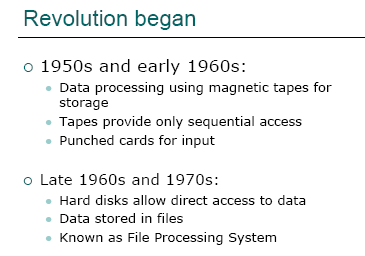 Revolution began
1950s and early 1960s:
Data processing using magnetic tapes for
storage
Tapes provide only sequential access
Punched cards for input
Late 1960s and 1970s:
Hard disks allow direct access to data
Data stored in files
Known as File Processing System